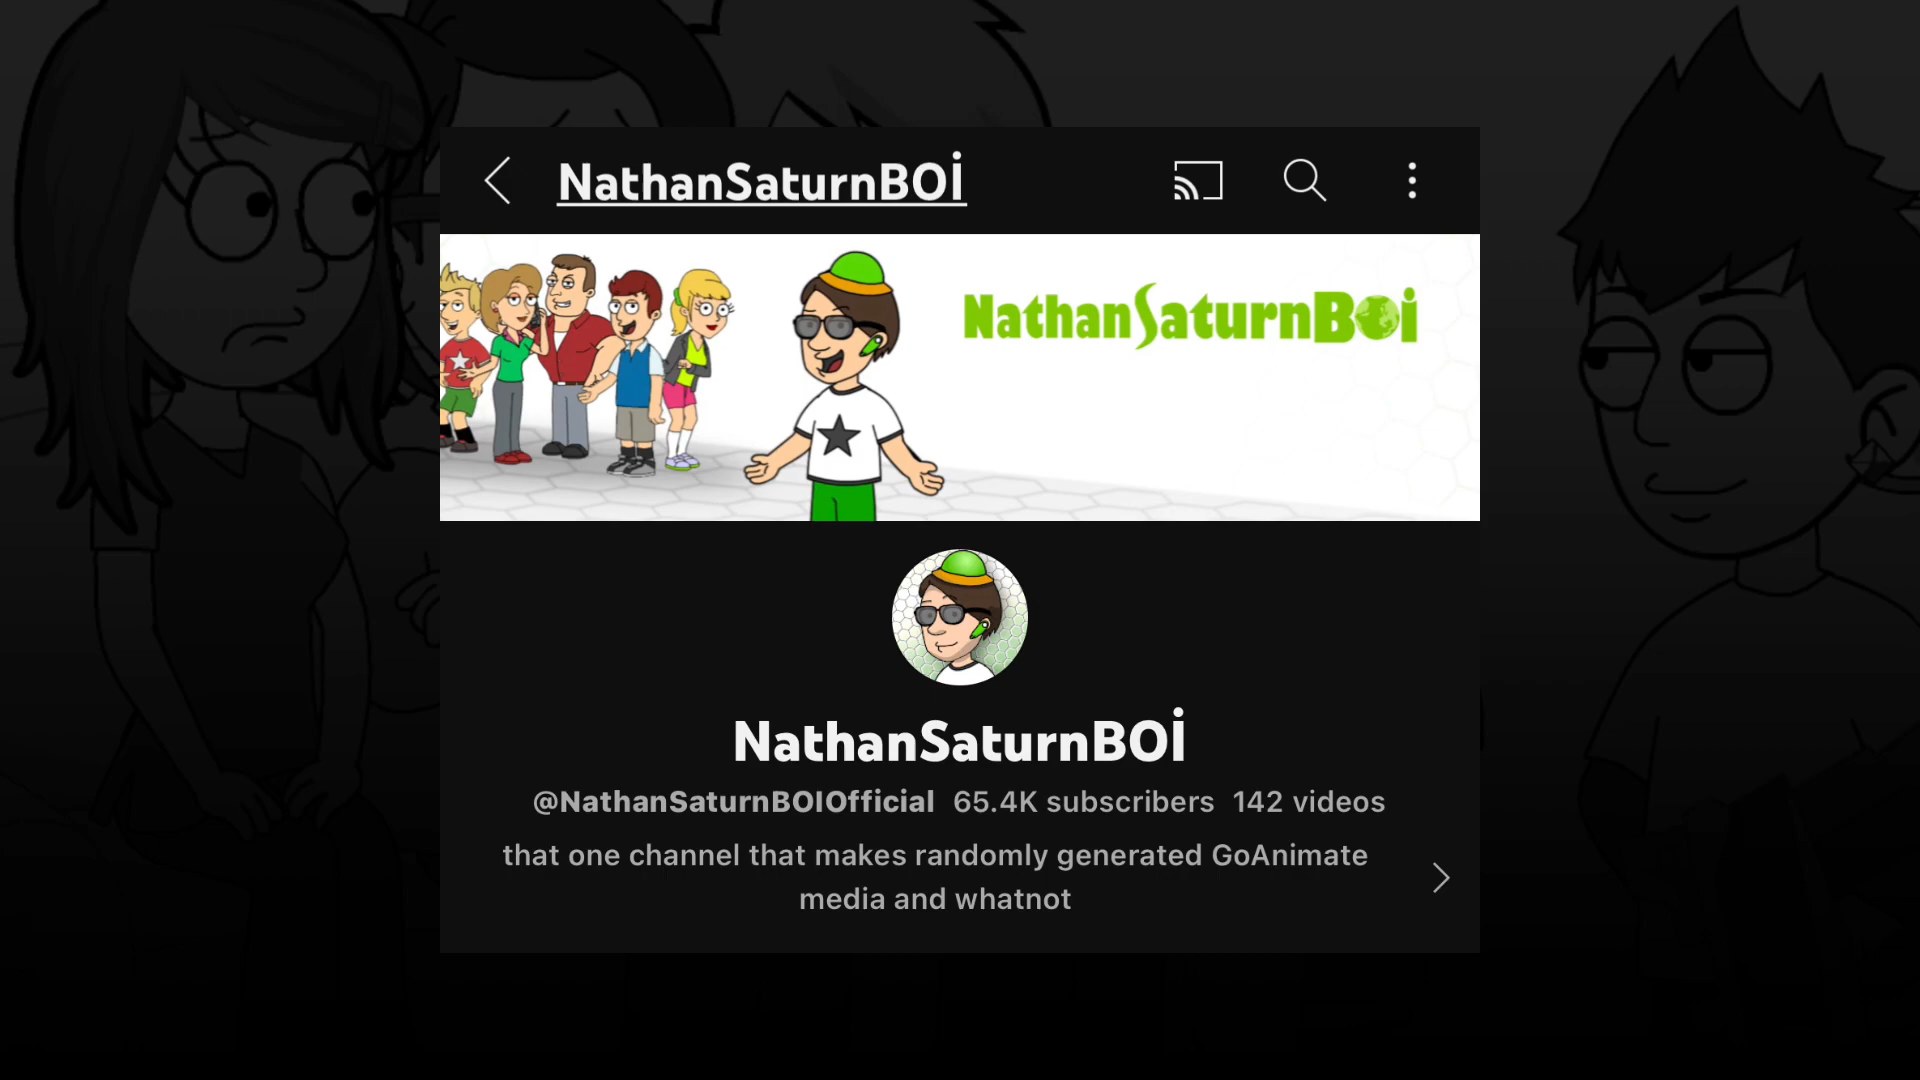 NathanSaturnBOİ
NathanSaturnBoi
NathanSaturnBOİ
@NathanSaturnBOIOfficial 65.4K subscribers 142 videos
that one channel that makes randomly generated GoAnimate
media and whatnot